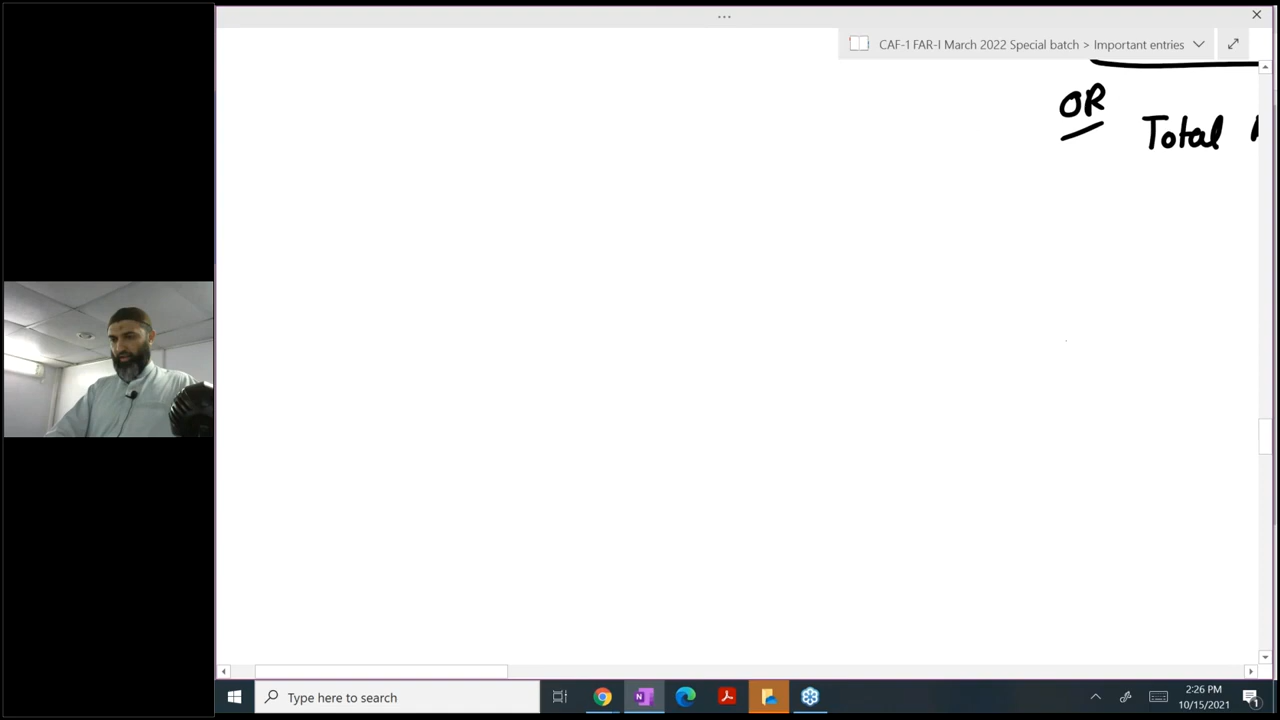 CAF-1 FAR-I March 2022 Special batch > Important entries
OR
Total
Type here to search
2:26 PM
10/15/2021
1